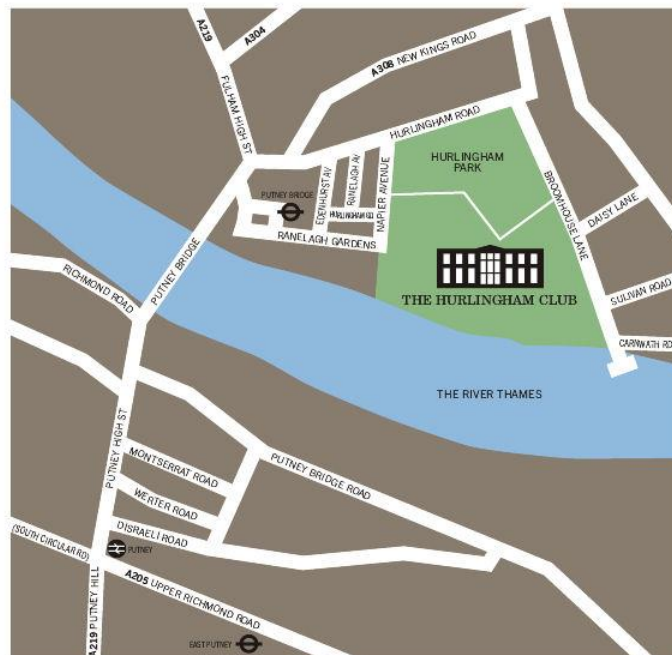 A219
A304
A308 NEW KINGS ROAD
FULHAM HIGH ST
HURLINGHAM ROAD
HURLINGHAM
PARK
EDENHURST AV
RANELAGH AV
NAPIER AVENUE
BROOMHOUSE LANE
PUTNEY BRIDGE
HURLINGHAM GD
DAISY LANE
RANELAGH GARDENS
PUTNEY BRIDGE
RICHMOND ROAD
THE HURLINGHAM CLUB
SULIVAN ROAD
CARNWATH RD
THE RIVER THAMES
PUTNEY HIGH ST
MONTSERRAT ROAD
PUTNEY BRIDGE ROAD
WERTER ROAD
DISRAELI ROAD
(SOUTH CIRCULAR RD)
PUTNEY
A205 UPPER RICHMOND ROAD
A219 PUTNEY HILL
EAST PUTNEY